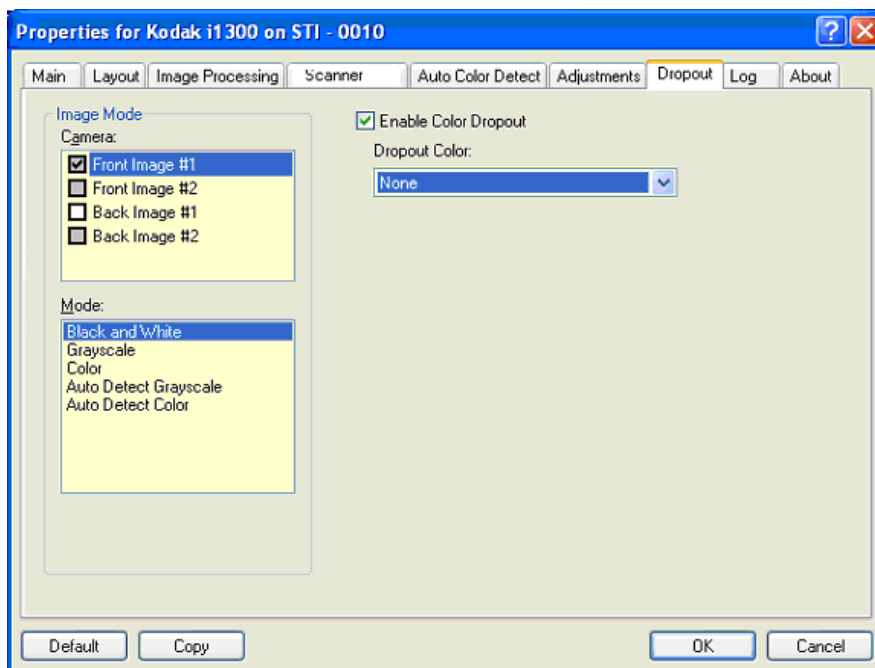 Properties for Kodak i1300 on STI - 0010
Main Layout Image Processing Scanner Auto Color Detect Adjustments Dropout Log About
Image Mode
Camera:
Front Image #1
Front Image #2
Back Image #1
Back Image #2
Mode:
Black and White
Grayscale
Color
Auto Detect Grayscale
Auto Detect Color
Enable Color Dropout
Dropout Color:
None
Default Copy OK Cancel